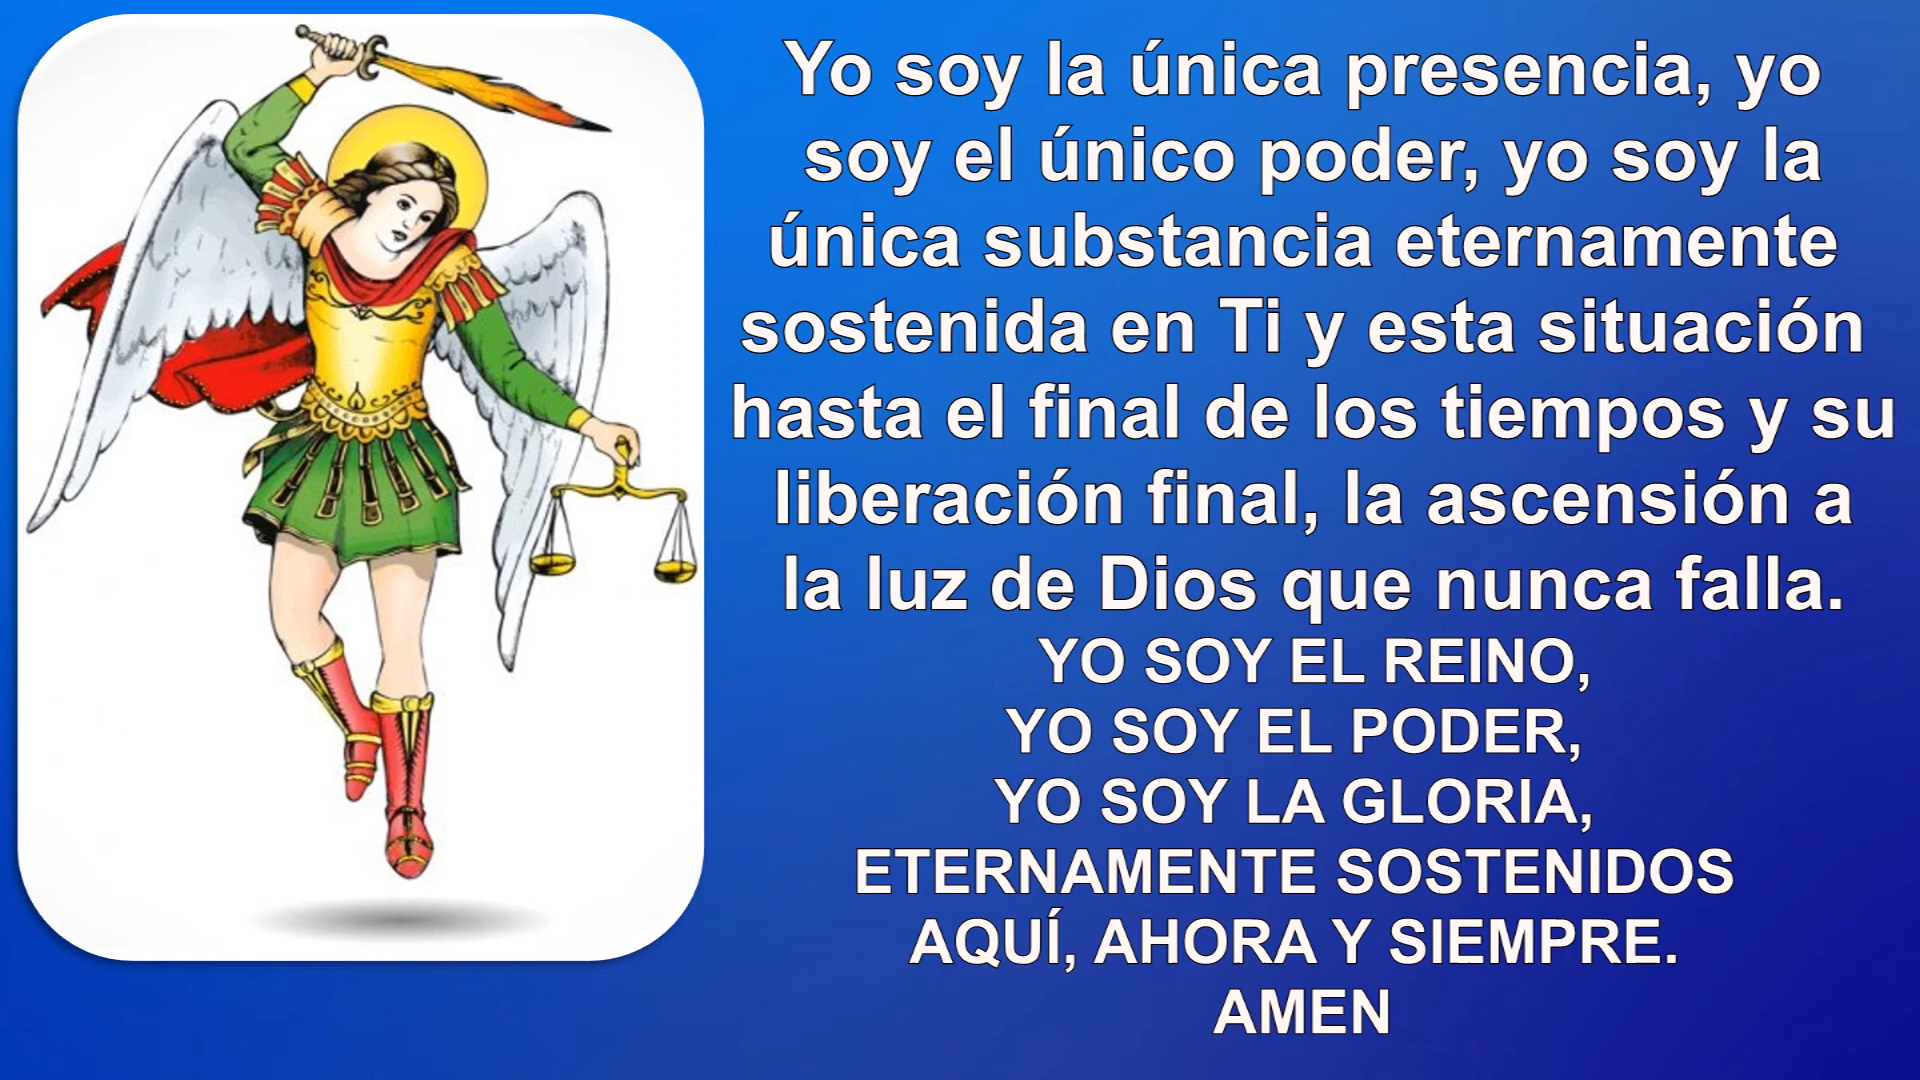 Yo soy la única presencia, yo
soy el único poder, yo soy la
única substancia eternamente
sostenida en Ti y esta situación
hasta el final de los tiempos y su
liberación final, la ascensión a
la luz de Dios que nunca falla.
YO SOY EL REINO,
YO SOY EL PODER,
YO SOY LA GLORIA,
ETERNAMENTE SOSTENIDOS
AQUÍ, AHORA Y SIEMPRE.
AMEN